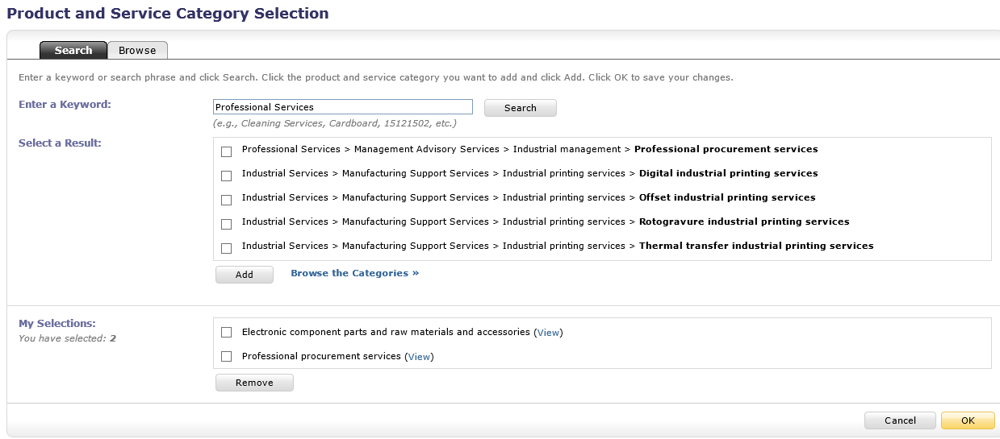 Product and Service Category Selection
Search
Browse
Enter a keyword or search phrase and click Search. Click the product and service category you want to add and click Add. Click OK to save your changes.
Enter a Keyword:
Professional Services
Search
(e.g., Cleaning Services, Cardboard, 15121502, etc.)
Select a Result:
Professional Services > Management Advisory Services > Industrial management > Professional procurement services
Industrial Services > Manufacturing Support Services > Industrial printing services > Digital industrial printing services
Industrial Services > Manufacturing Support Services > Industrial printing services > Offset industrial printing services
Industrial Services > Manufacturing Support Services > Industrial printing services > Rotogravure industrial printing services
Industrial Services > Manufacturing Support Services > Industrial printing services > Thermal transfer industrial printing services
Add
Browse the Categories »
My Selections:
You have selected: 2
Electronic component parts and raw materials and accessories (View)
Professional procurement services (View)
Remove
Cancel
OK